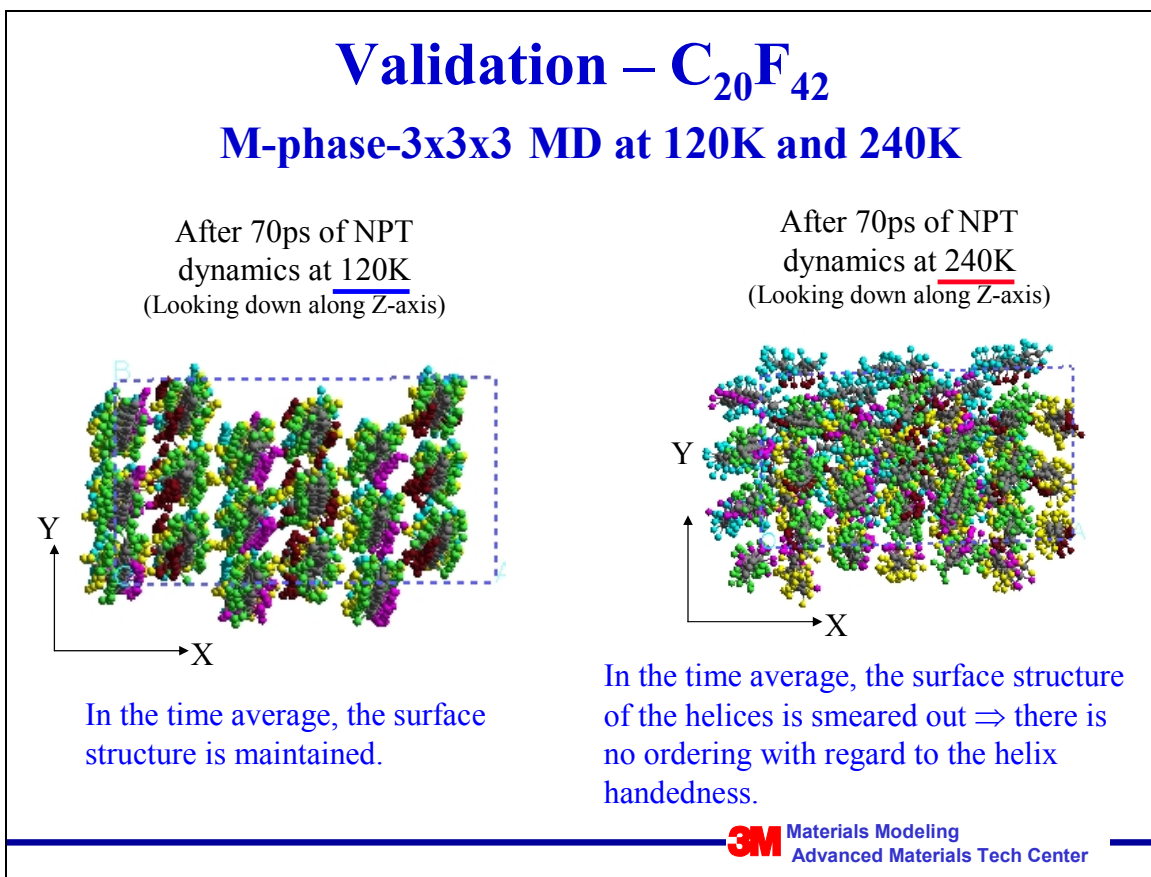 Validation – C20F42
M-phase-3x3x3 MD at 120K and 240K
After 70ps of NPT
dynamics at 120K
(Looking down along Z-axis)
B
O
A
Y
X
In the time average, the surface
structure is maintained.
After 70ps of NPT
dynamics at 240K
(Looking down along Z-axis)
O
A
Y
X
In the time average, the surface structure
of the helices is smeared out ⇒ there is
no ordering with regard to the helix
handedness.
3M Materials Modeling
Advanced Materials Tech Center